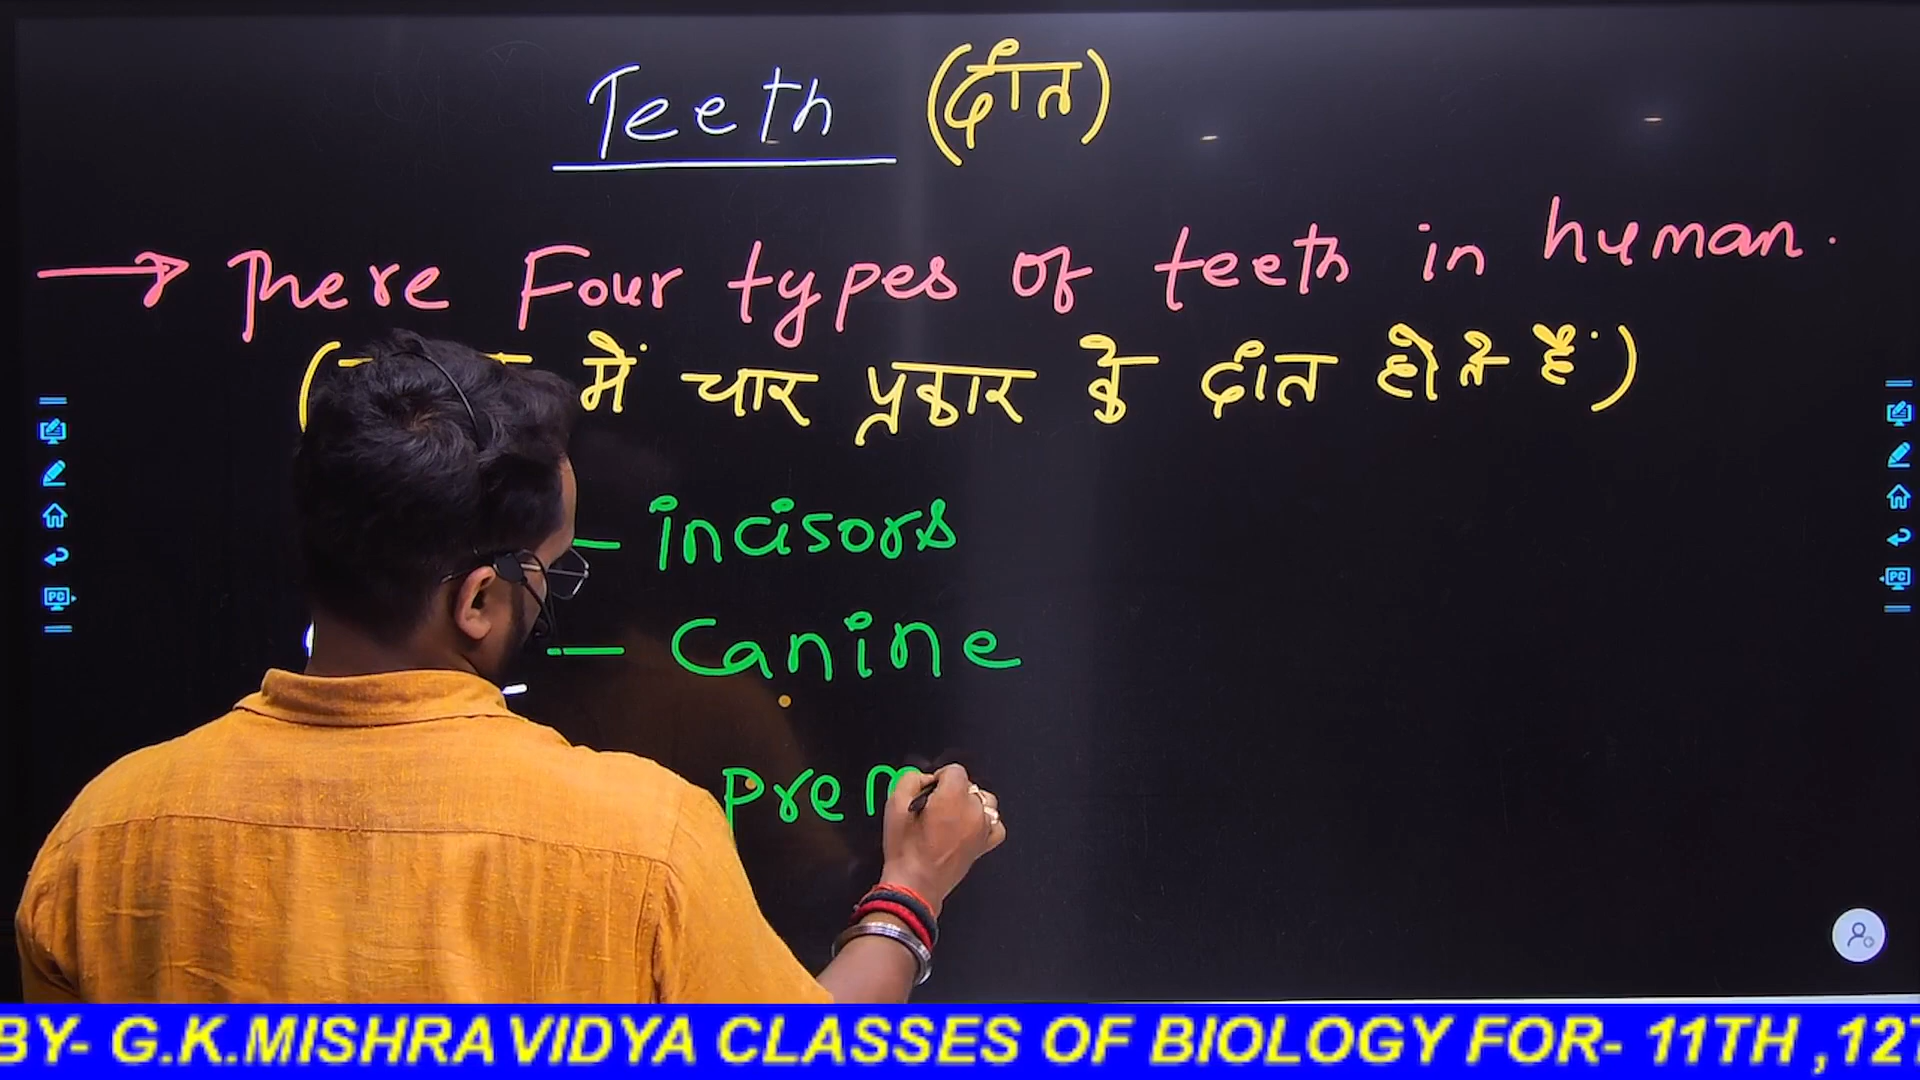 Teeth (दाँत)
There Four types of teeth in human.
में चार प्रकार के दाँत होते हैं)
incisors
Canine
prem
BY- G.K.MISHRA VIDYA CLASSES OF BIOLOGY FOR- 11TH ,12T